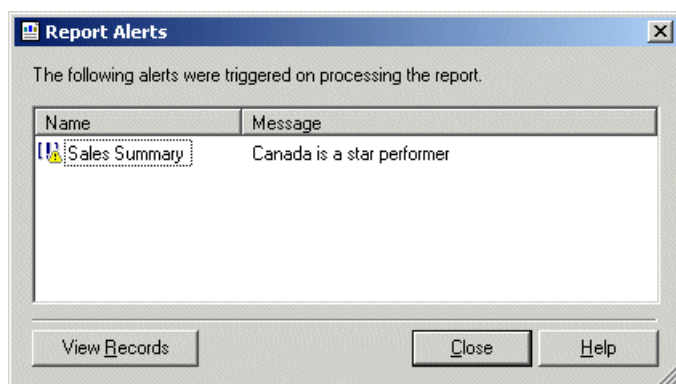 Report Alerts
The following alerts were triggered on processing the report.
Name Message
Sales Summary Canada is a star performer
View Records Close Help